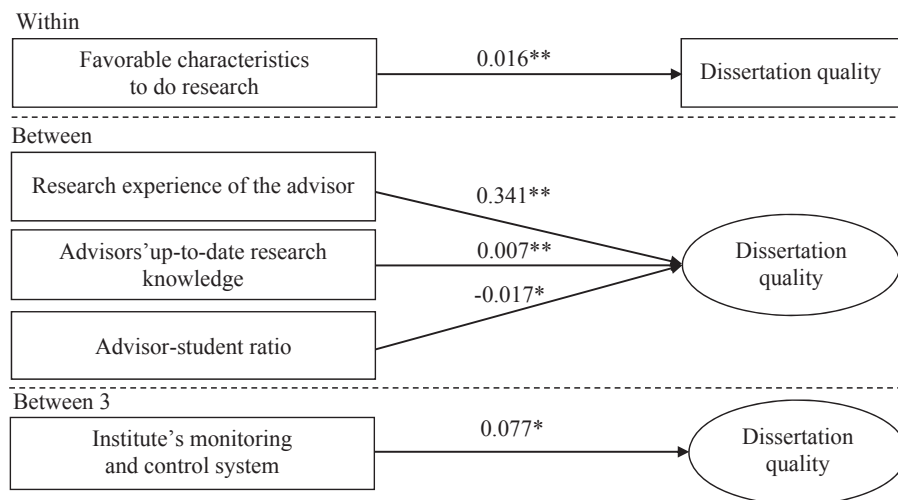 Within
Favorable characteristics
to do research
0.016**
Dissertation quality
Between
Research experience of the advisor
0.341**
Advisors'up-to-date research
knowledge
0.007**
-0.017*
Dissertation
quality
Advisor-student ratio
Between 3
Institute's monitoring
and control system
0.077*
Dissertation
quality